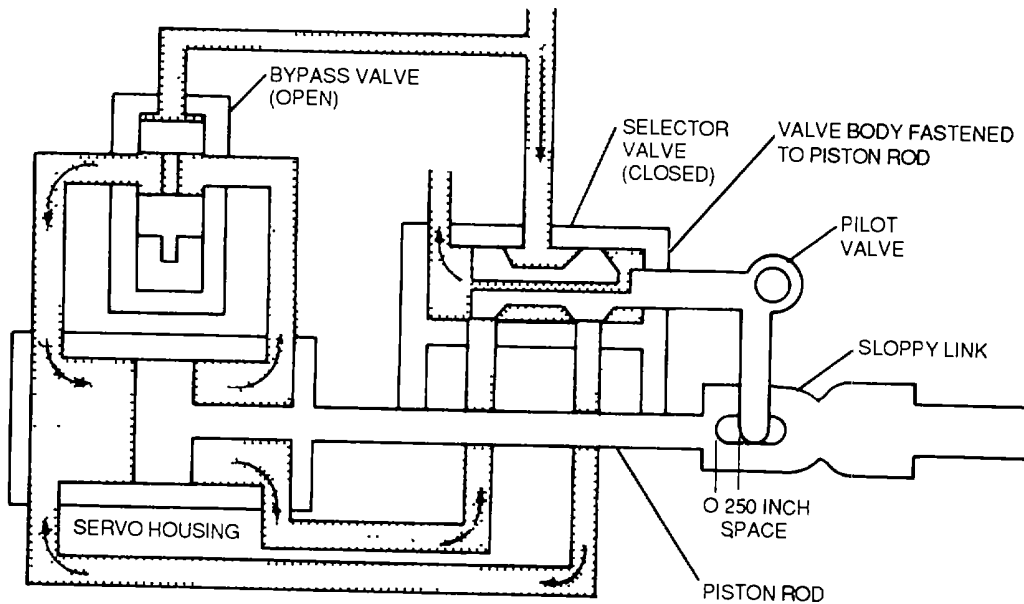 BYPASS VALVE
(OPEN)
SELECTOR
VALVE
(CLOSED)
VALVE BODY FASTENED
TO PISTON ROD
PILOT
VALVE
SLOPPY LINK
O 250 INCH
SPACE
SERVO HOUSING
PISTON ROD